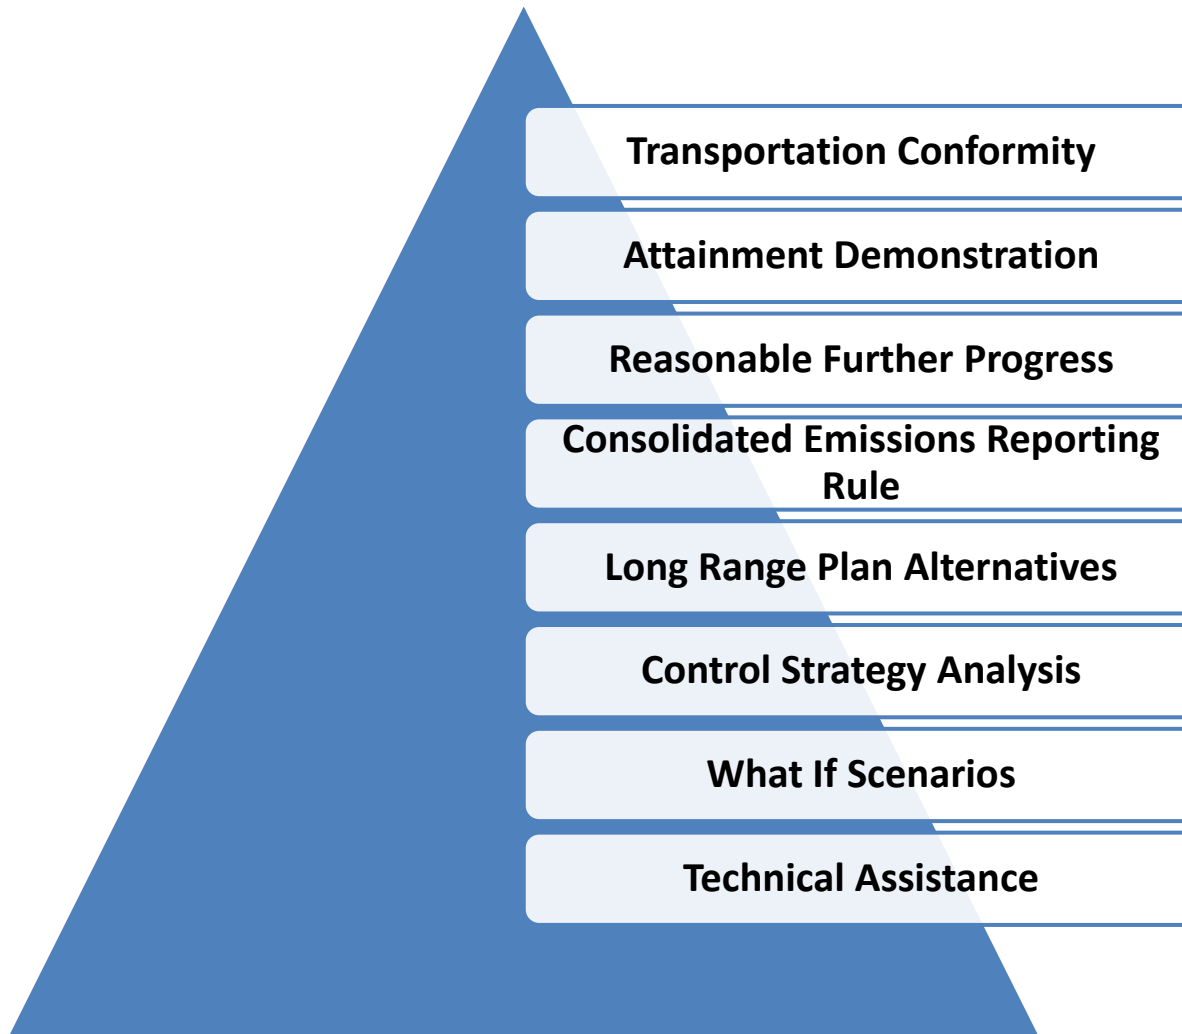 Transportation Conformity
Attainment Demonstration
Reasonable Further Progress
Consolidated Emissions Reporting
Rule
Long Range Plan Alternatives
Control Strategy Analysis
What If Scenarios
Technical Assistance